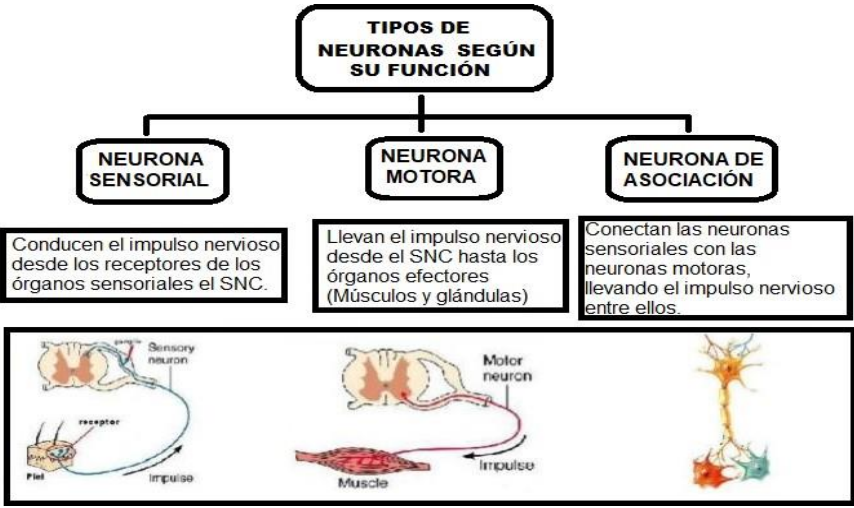 TIPOS DE
NEURONAS SEGÚN
SU FUNCIÓN
NEURONA
SENSORIAL
NEURONA
MOTORA
NEURONA DE
ASOCIACIÓN
Conducen el impulso nervioso
desde los receptores de los
órganos sensoriales el SNC.
Llevan el impulso nervioso
desde el SNC hasta los
órganos efectores
(Músculos y glándulas)
Conectan las neuronas
sensoriales con las
neuronas motoras,
llevando el impulso nervioso
entre ellos.
ganglio
Sensory
neuron
receptor
Piel
Impulse
Motor
neuron
Impulse
Muscle